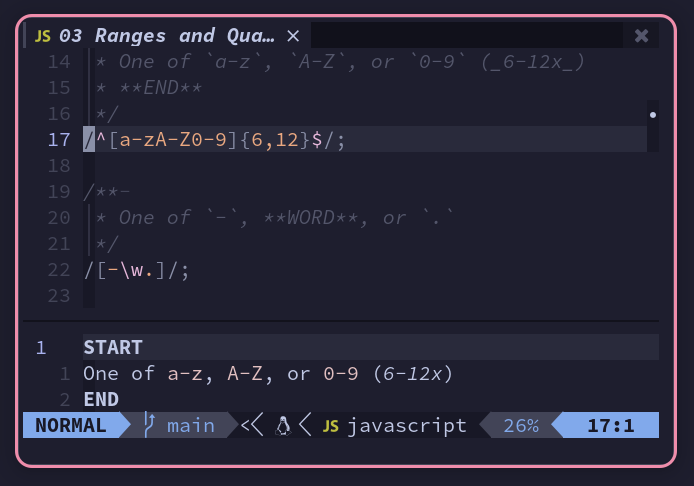 JS 03 Ranges and Qua… ×
14 * One of `a-z`, `A-Z`, or `0-9` (_6-12x_)
15 * **END**
16 */
17 /^[a-zA-Z0-9]{6,12}$/;
18
19 /**-
20 * One of `-`, **WORD**, or `.`
21 */
22 /[-\w.]/;
23
1 START
1 One of a-z, A-Z, or 0-9 (6-12x)
2 END
NORMAL main << < JS javascript 26% 17:1